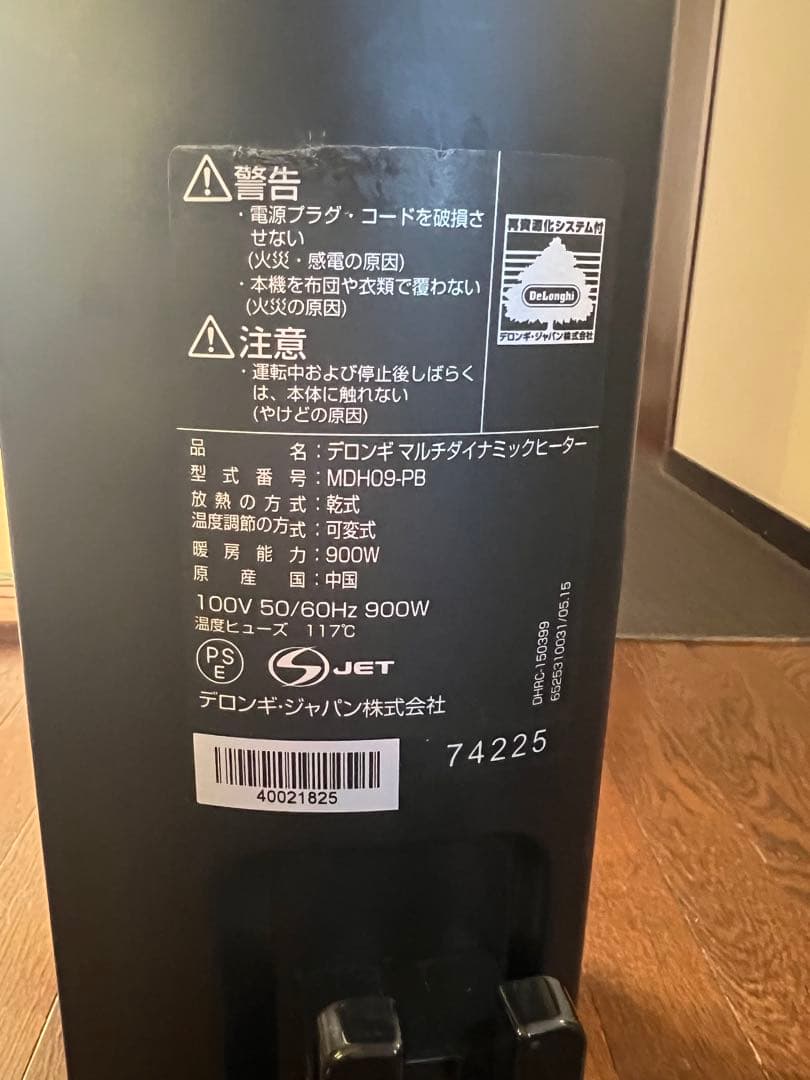 警告
・電源プラグ・コードを破損さ
せない
(火災・感電の原因)
・本機を布団や衣類で覆わない
(火災の原因)
注意
・運転中および停止後しばらく
は、本体に触れない
(やけどの原因)
再資源化システム付
DeLonghi
デロンギ・ジャパン株式会社
品名：デロンギ マルチダイナミックヒーター
型式番号：MDH09-PB
放熱の方式：乾式
温度調節の方式：可変式
暖房能力：900W
原産国：中国
100V 50/60Hz 900W
温度ヒューズ 117℃
PSE
S JET
デロンギ・ジャパン株式会社
DHRC-150399
6525310031/05.15
40021825
74225